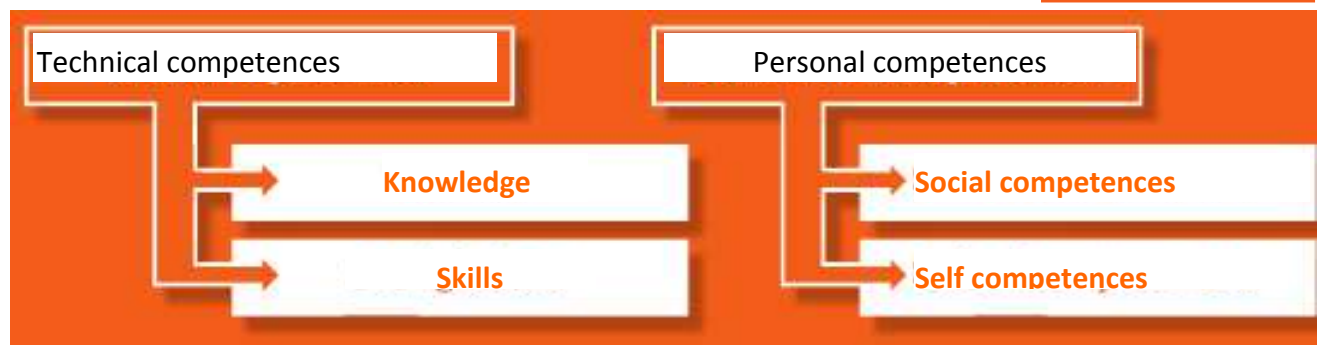 Technical competences
Personal competences
Knowledge
Social competences
Skills
Self competences